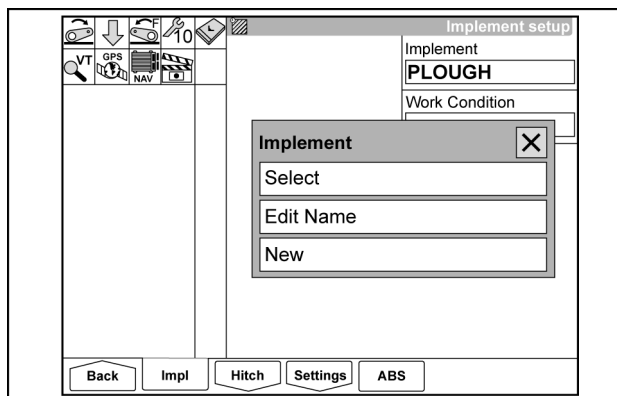 F
10
L
Implement setup
VT
GPS
NAV
Implement
PLOUGH
Work Condition
Implement
Select
Edit Name
New
Back
Impl
Hitch
Settings
ABS